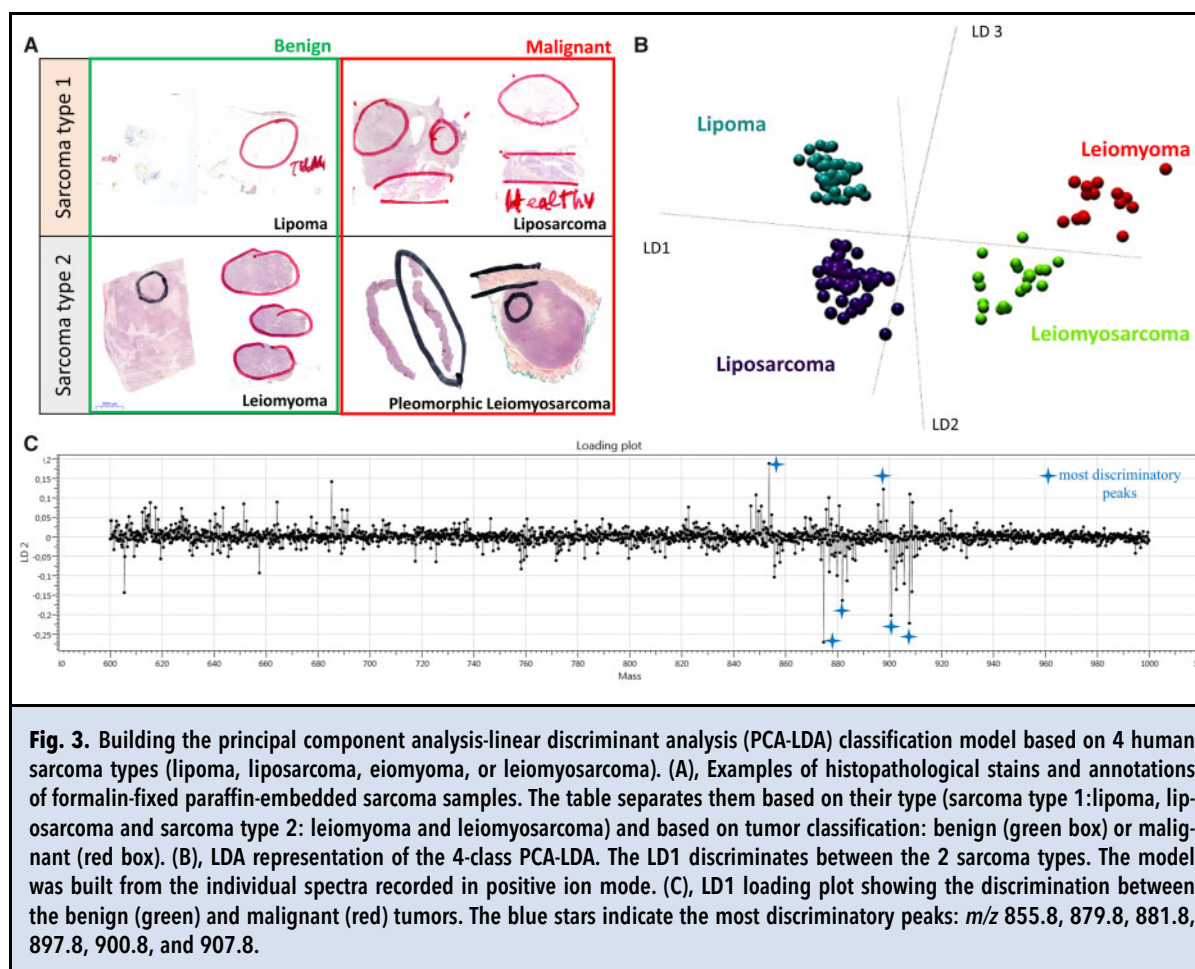 A
Benign
Malignant
B
LD 3
Sarcoma type 1
Lipoma
Healthy
Liposarcoma
Sarcoma type 2
Leiomyoma
Pleomorphic Leiomyosarcoma
Lipoma
Leiomyoma
LD1
Liposarcoma
Leiomyosarcoma
LD2
C
Loading plot
most discriminatory
peaks
LD 2
,2
0,15
0,1
0,05
0
-0,05
-0,1
-0,15
-0,2
-0,25
i0 600 620 640 660 680 700 720 740 760 780 800 820 840 860 880 900 920 940 960 980 1000
Mass
Fig. 3. Building the principal component analysis-linear discriminant analysis (PCA-LDA) classification model based on 4 human
sarcoma types (lipoma, liposarcoma, eiomyoma, or leiomyosarcoma). (A), Examples of histopathological stains and annotations
of formalin-fixed paraffin-embedded sarcoma samples. The table separates them based on their type (sarcoma type 1:lipoma, lip-
osarcoma and sarcoma type 2: leiomyoma and leiomyosarcoma) and based on tumor classification: benign (green box) or malig-
nant (red box). (B), LDA representation of the 4-class PCA-LDA. The LD1 discriminates between the 2 sarcoma types. The model
was built from the individual spectra recorded in positive ion mode. (C), LD1 loading plot showing the discrimination between
the benign (green) and malignant (red) tumors. The blue stars indicate the most discriminatory peaks: m/z 855.8, 879.8, 881.8,
897.8, 900.8, and 907.8.